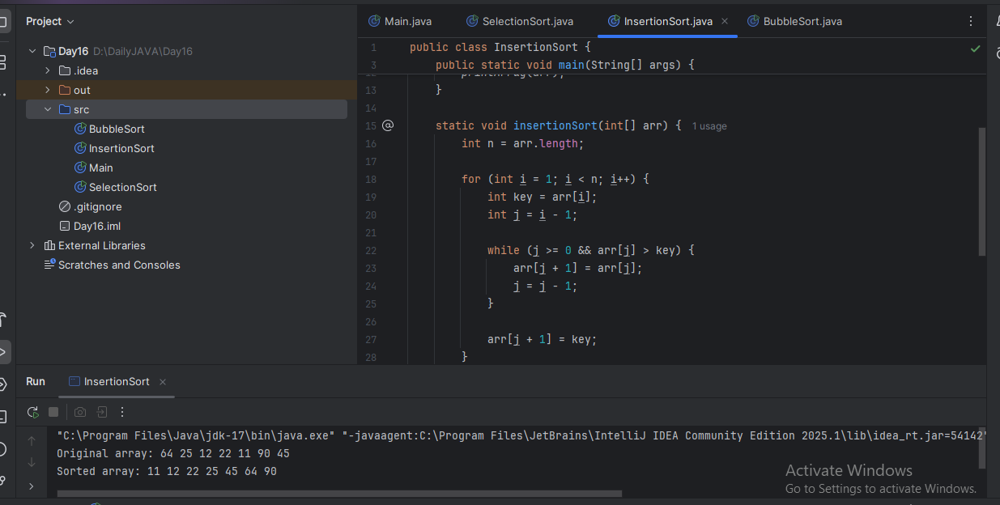 Project
Main.java SelectionSort.java InsertionSort.java BubbleSort.java
Day16 D:\DailyJAVA\Day16
.idea
out
src
BubbleSort
InsertionSort
Main
SelectionSort
.gitignore
Day16.iml
External Libraries
Scratches and Consoles
1 public class InsertionSort {
3 public static void main(String[] args) {
13 }
14
15 @ static void insertionSort(int[] arr) { 1 usage
16 int n = arr.length;
17
18 for (int i = 1; i < n; i++) {
19 int key = arr[i];
20 int j = i - 1;
21
22 while (j >= 0 && arr[j] > key) {
23 arr[j + 1] = arr[j];
24 j = j - 1;
25 }
26
27 arr[j + 1] = key;
28 }
Run InsertionSort
"C:\Program Files\Java\jdk-17\bin\java.exe" "-javaagent:C:\Program Files\JetBrains\IntelliJ IDEA Community Edition 2025.1\lib\idea_rt.jar=54142
Original array: 64 25 12 22 11 90 45
Sorted array: 11 12 22 25 45 64 90
Activate Windows
Go to Settings to activate Windows.